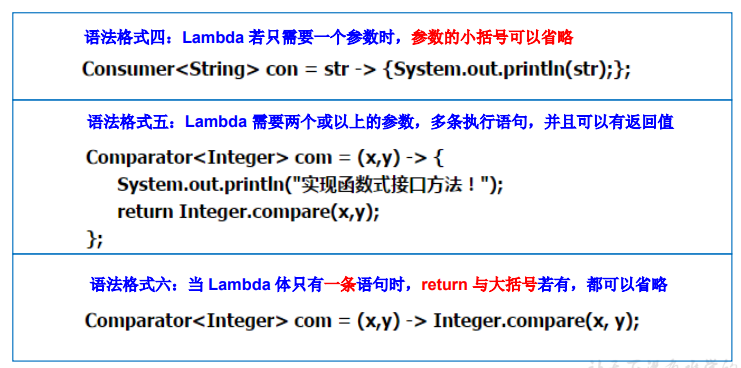 语法格式四：Lambda 若只需要一个参数时，参数的小括号可以省略
Consumer<String> con = str -> {System.out.println(str);};
语法格式五：Lambda 需要两个或以上的参数，多条执行语句，并且可以有返回值
Comparator<Integer> com = (x,y) -> {
System.out.println("实现函数式接口方法！");
return Integer.compare(x,y);
};
语法格式六：当 Lambda 体只有一条语句时，return 与大括号若有，都可以省略
Comparator<Integer> com = (x,y) -> Integer.compare(x, y);